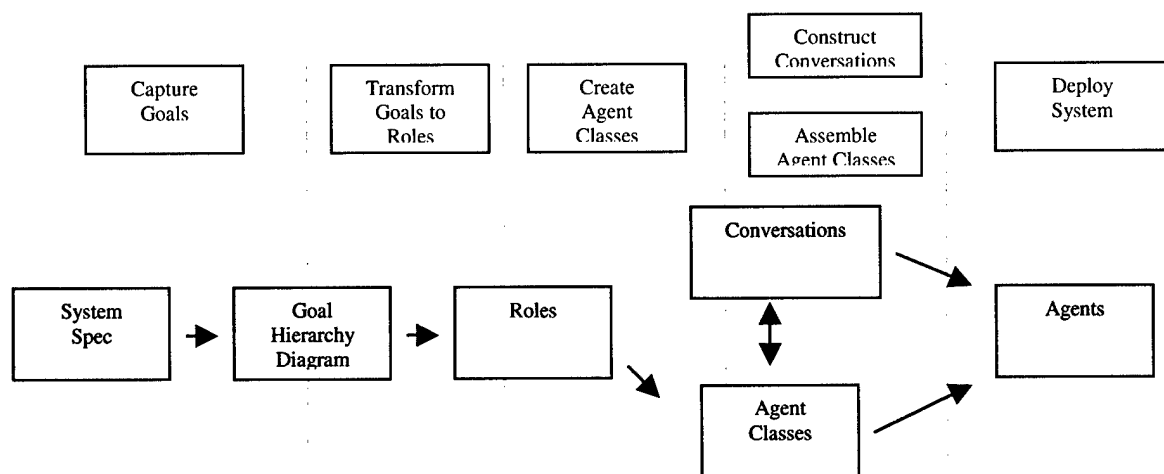 Capture
Goals
Transform
Goals to
Roles
Create
Agent
Classes
Construct
Conversations
Assemble
Agent Classes
Deploy
System
System
Spec
Goal
Hierarchy
Diagram
Roles
Conversations
Agent
Classes
Agents